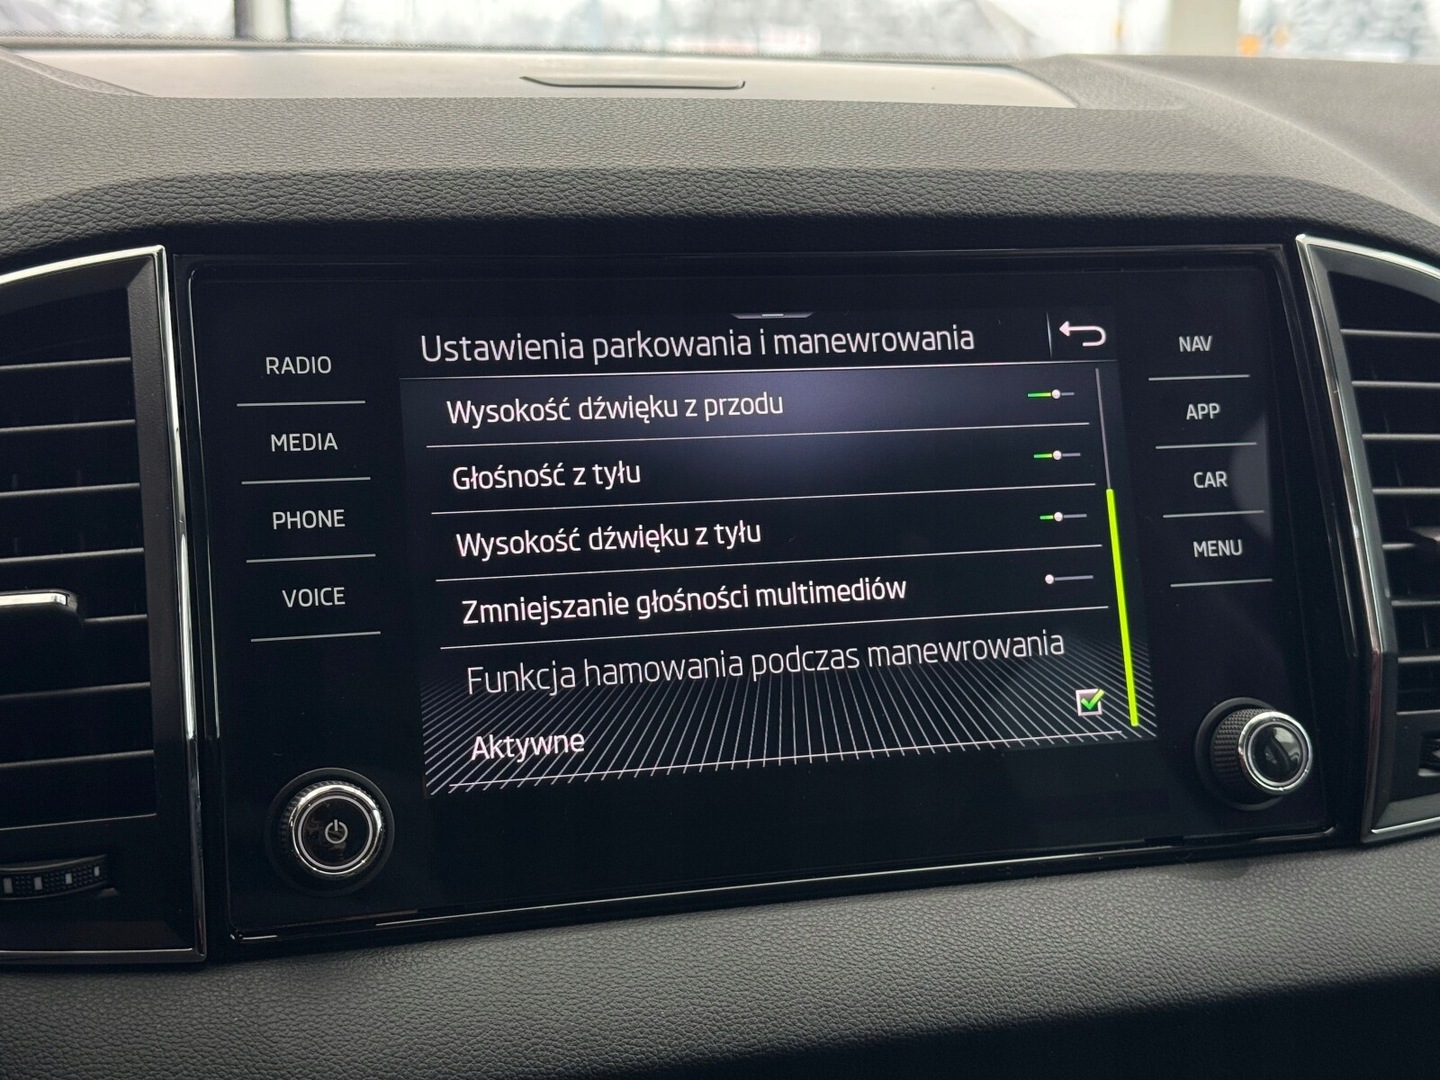 RADIO
MEDIA
PHONE
VOICE
Ustawienia parkowania i manewrowania
Wysokość dźwięku z przodu
Głośność z tyłu
Wysokość dźwięku z tyłu
Zmniejszanie głośności multimediów
Funkcja hamowania podczas manewrowania
Aktywne
NAV
APP
CAR
MENU